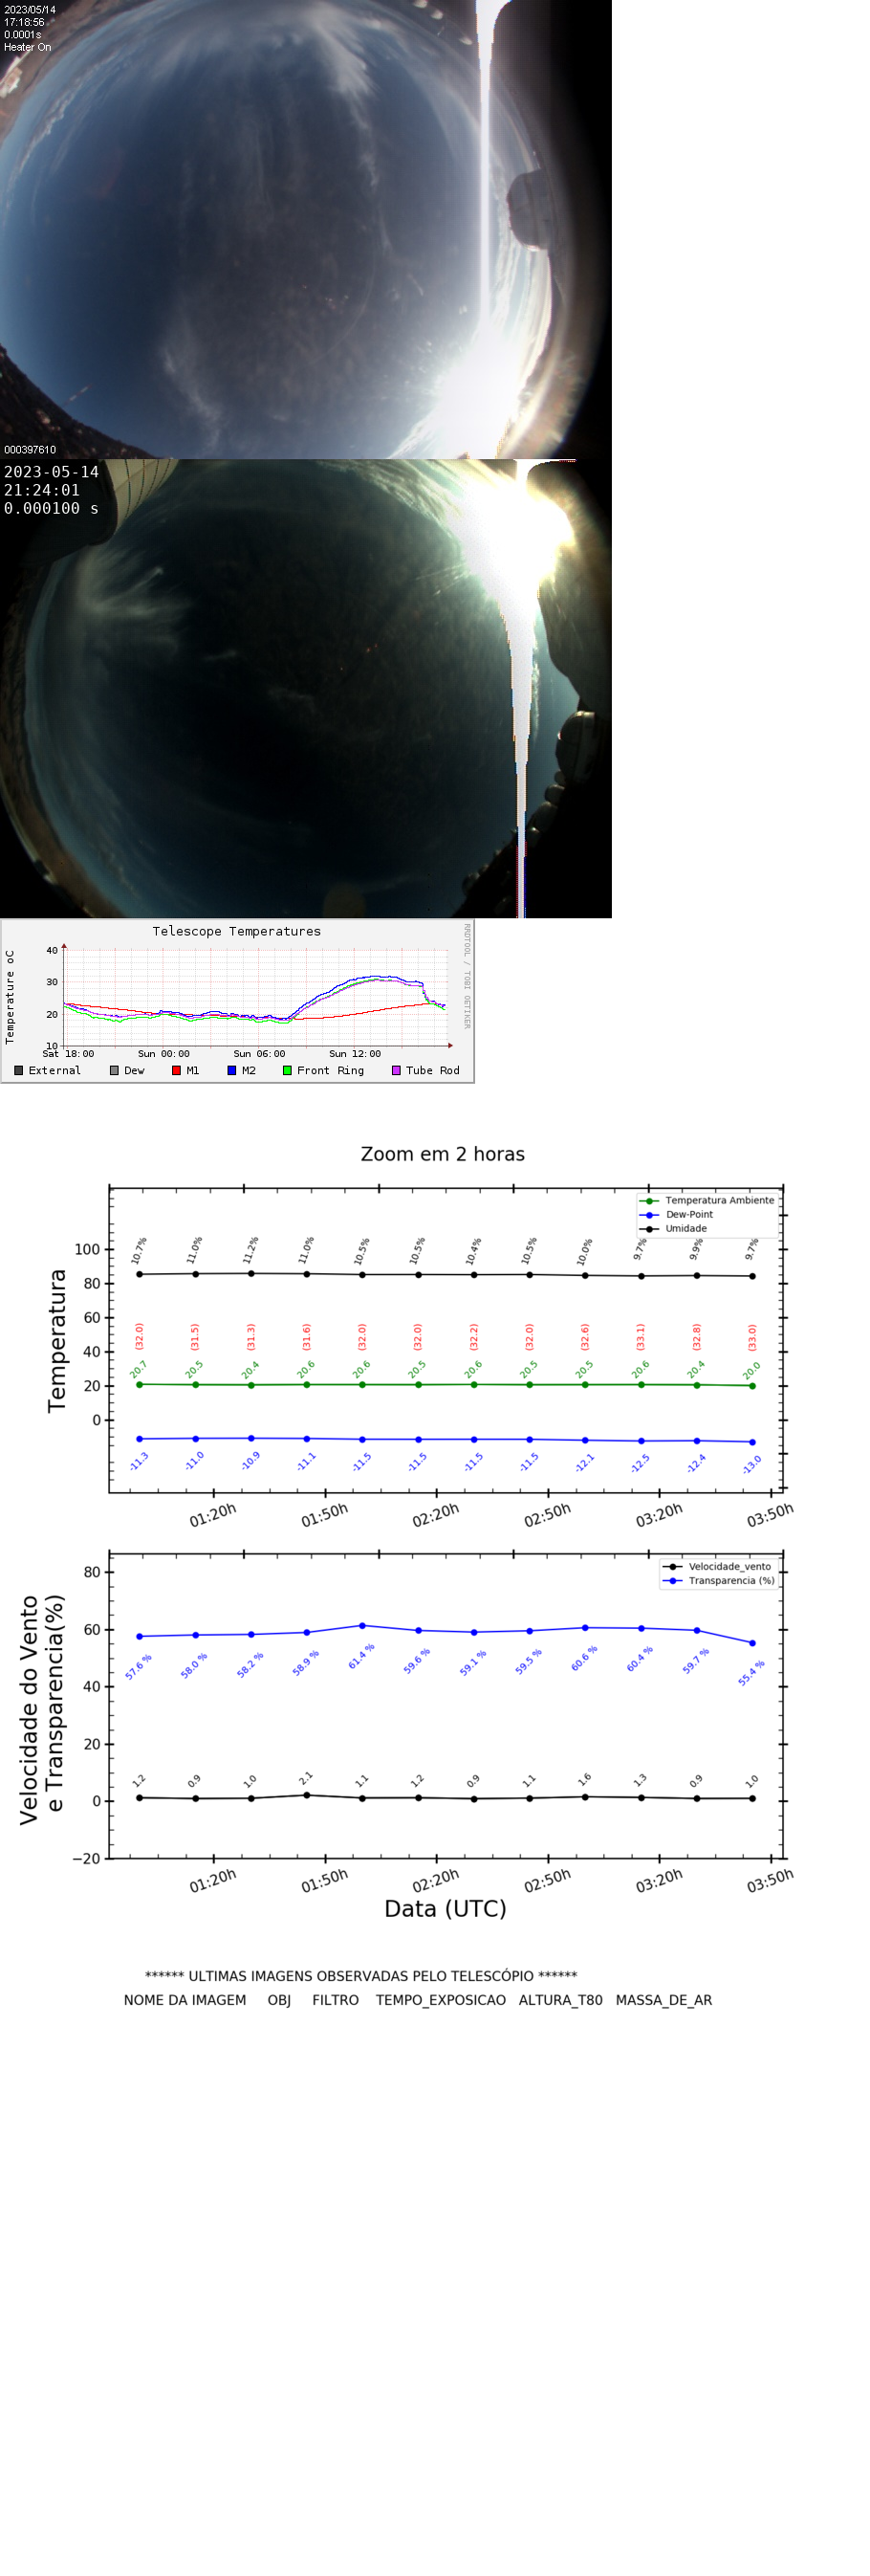 2023/05/14
17:18:56
0.0001s
Heater On
000397610
2023-05-14
21:24:01
0.000100 s
Telescope Temperatures
RRDTOOL / TOBI OETIKER
Temperature oC
40
30
20
10
Sat 18:00 Sun 00:00 Sun 06:00 Sun 12:00
External Dew M1 M2 Front Ring Tube Rod
Zoom em 2 horas
Temperatura Ambiente
Dew-Point
Umidade
Temperatura
100
80
60
40
20
0
10.7% 11.0% 11.2% 11.0% 10.5% 10.5% 10.4% 10.5% 10.0% 9.7% 9.9% 9.7%
(32.0) (31.5) (31.3) (31.6) (32.0) (32.0) (32.2) (32.0) (32.6) (33.1) (32.8) (33.0)
20.7 20.5 20.4 20.6 20.6 20.5 20.6 20.5 20.5 20.6 20.4 20.0
-11.3 -11.0 -10.9 -11.1 -11.5 -11.5 -11.5 -11.5 -12.1 -12.5 -12.4 -13.0
01:20h 01:50h 02:20h 02:50h 03:20h 03:50h
Velocidade_vento
Transparencia (%)
Velocidade do Vento
e Transparencia(%)
80
60
40
20
0
−20
57.6 % 58.0 % 58.2 % 58.9 % 61.4 % 59.6 % 59.1 % 59.5 % 60.6 % 60.4 % 59.7 % 55.4 %
1.2 0.9 1.0 2.1 1.1 1.2 0.9 1.1 1.6 1.3 0.9 1.0
01:20h 01:50h 02:20h 02:50h 03:20h 03:50h
Data (UTC)
****** ULTIMAS IMAGENS OBSERVADAS PELO TELESCÓPIO ******
NOME DA IMAGEM OBJ FILTRO TEMPO_EXPOSICAO ALTURA_T80 MASSA_DE_AR